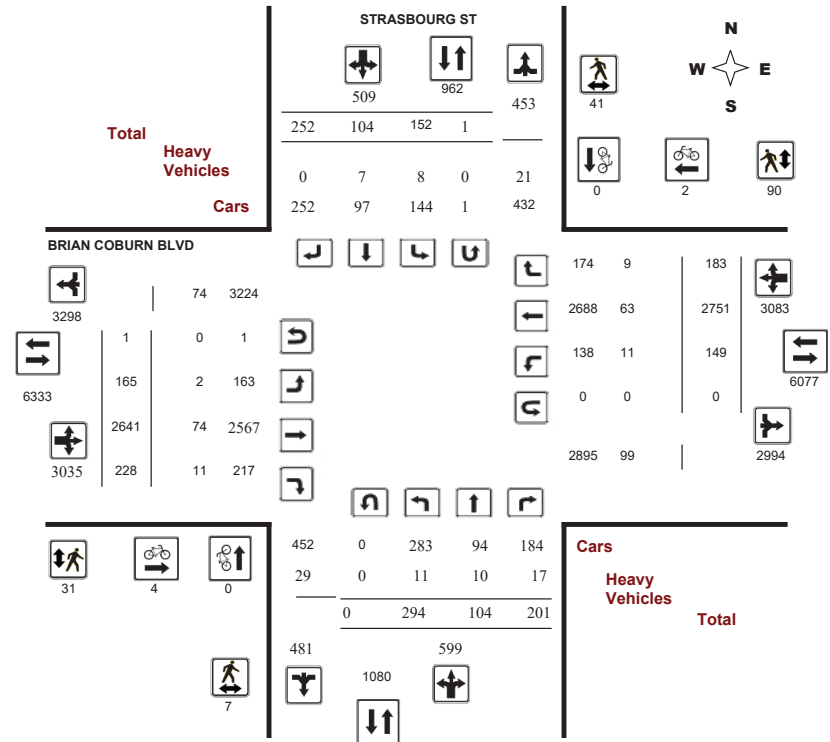 STRASBOURG ST
N
W E
S
509
962
453
41
252 104 152 1
Total
Heavy
Vehicles
0 7 8 0 21
Cars
252 97 144 1 432
0
2
90
BRIAN COBURN BLVD
3298
74 3224
174 9 183
3083
6333
1 0 1
2688 63 2751
6077
165 2 163
138 11 149
3035
2641 74 2567
0 0 0
228 11 217
2895 99
2994
31
4
0
452 0 283 94 184
Cars
29 0 11 10 17
Heavy
Vehicles
0 294 104 201
Total
481
599
1080
7